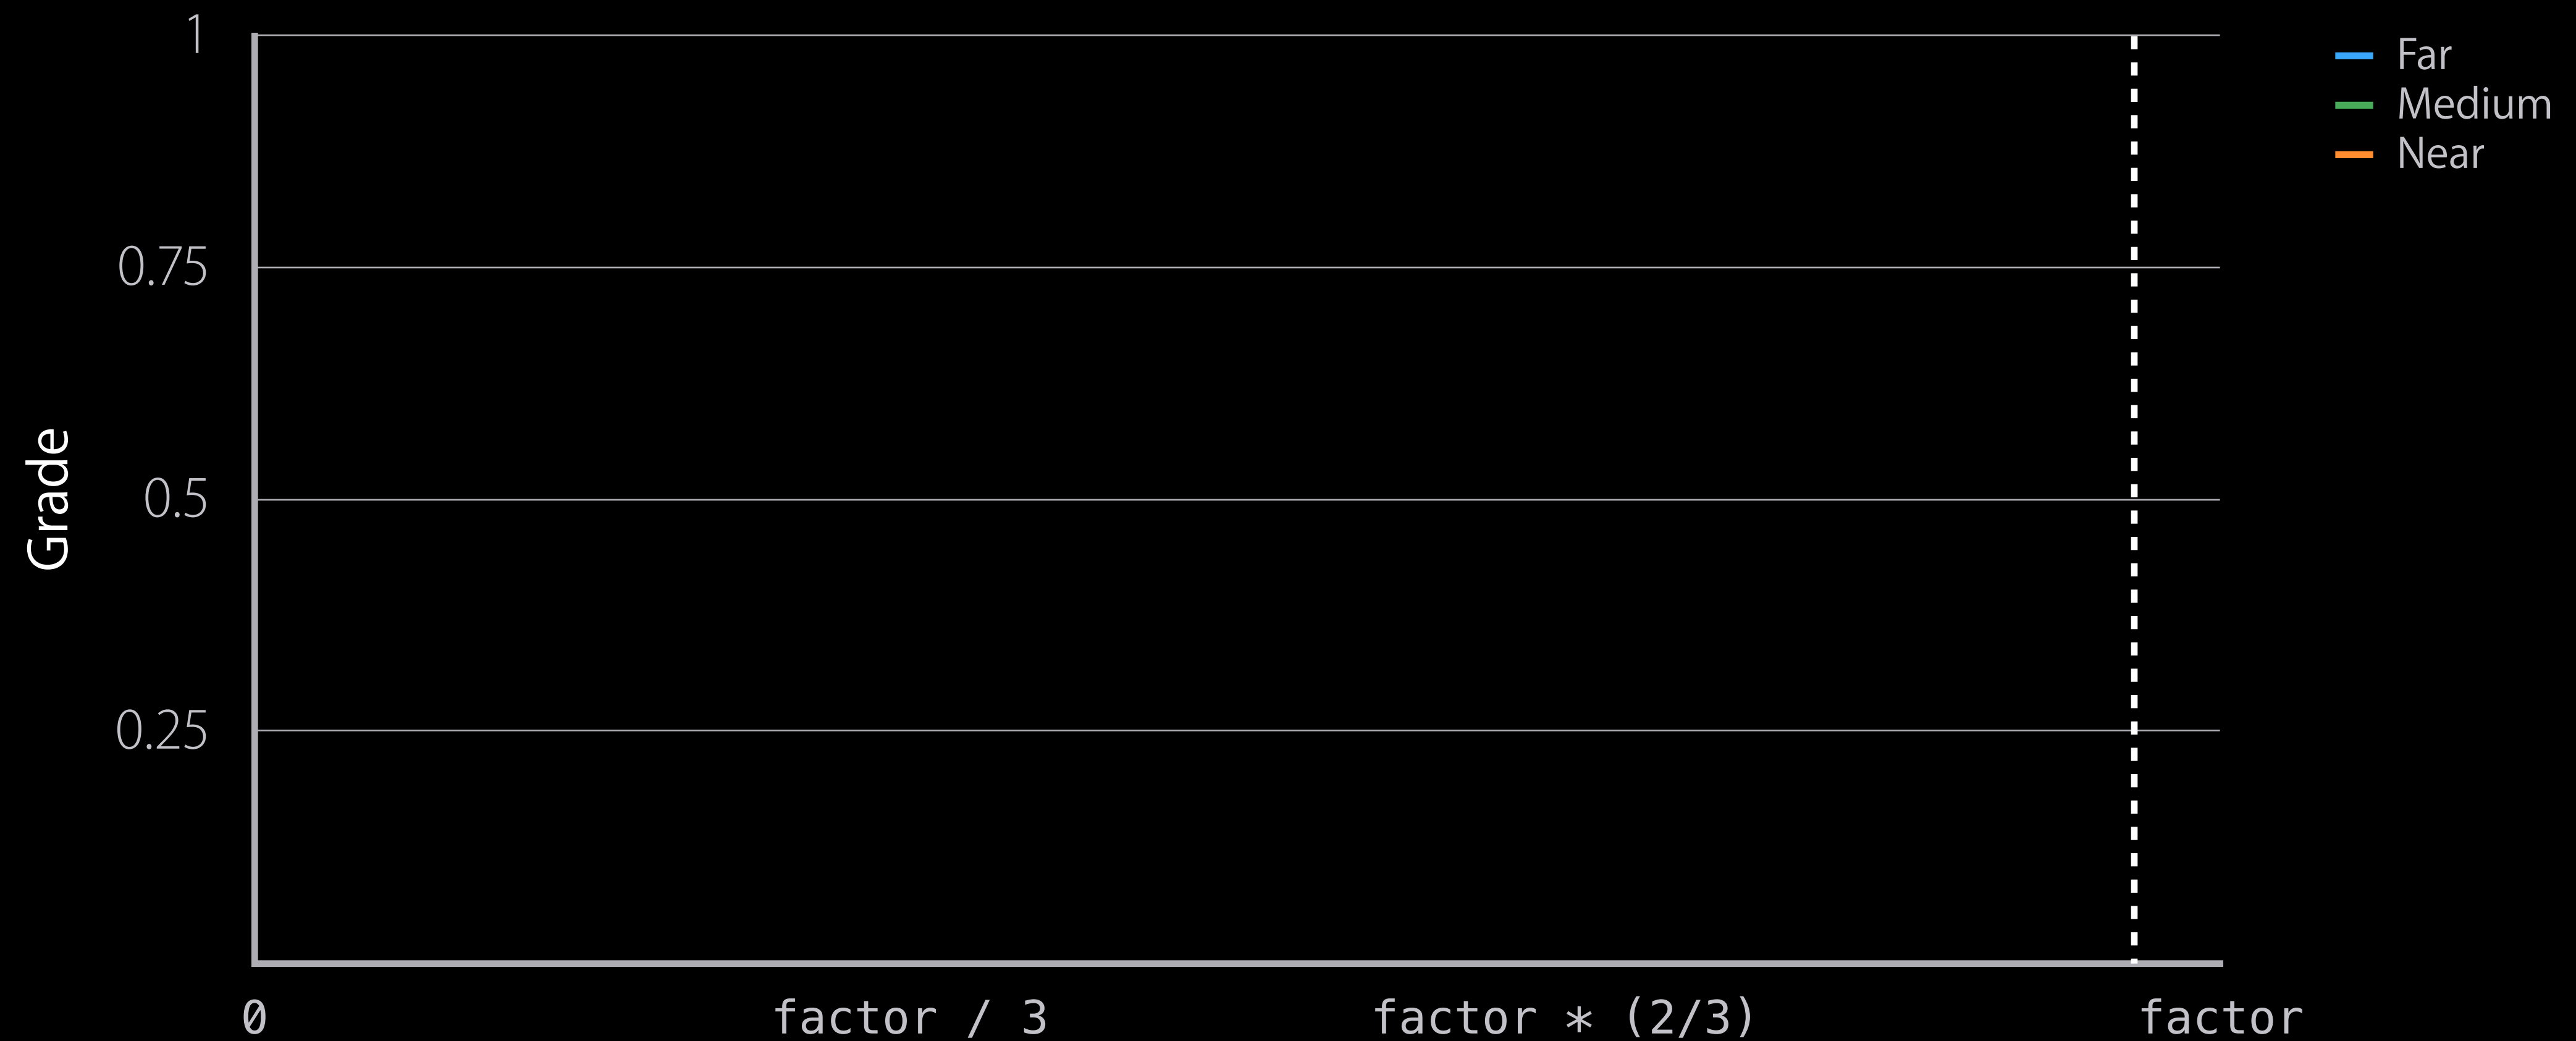 1
0.75
0.5
0.25
Grade
0
factor / 3
factor * (2/3)
factor
Far
Medium
Near